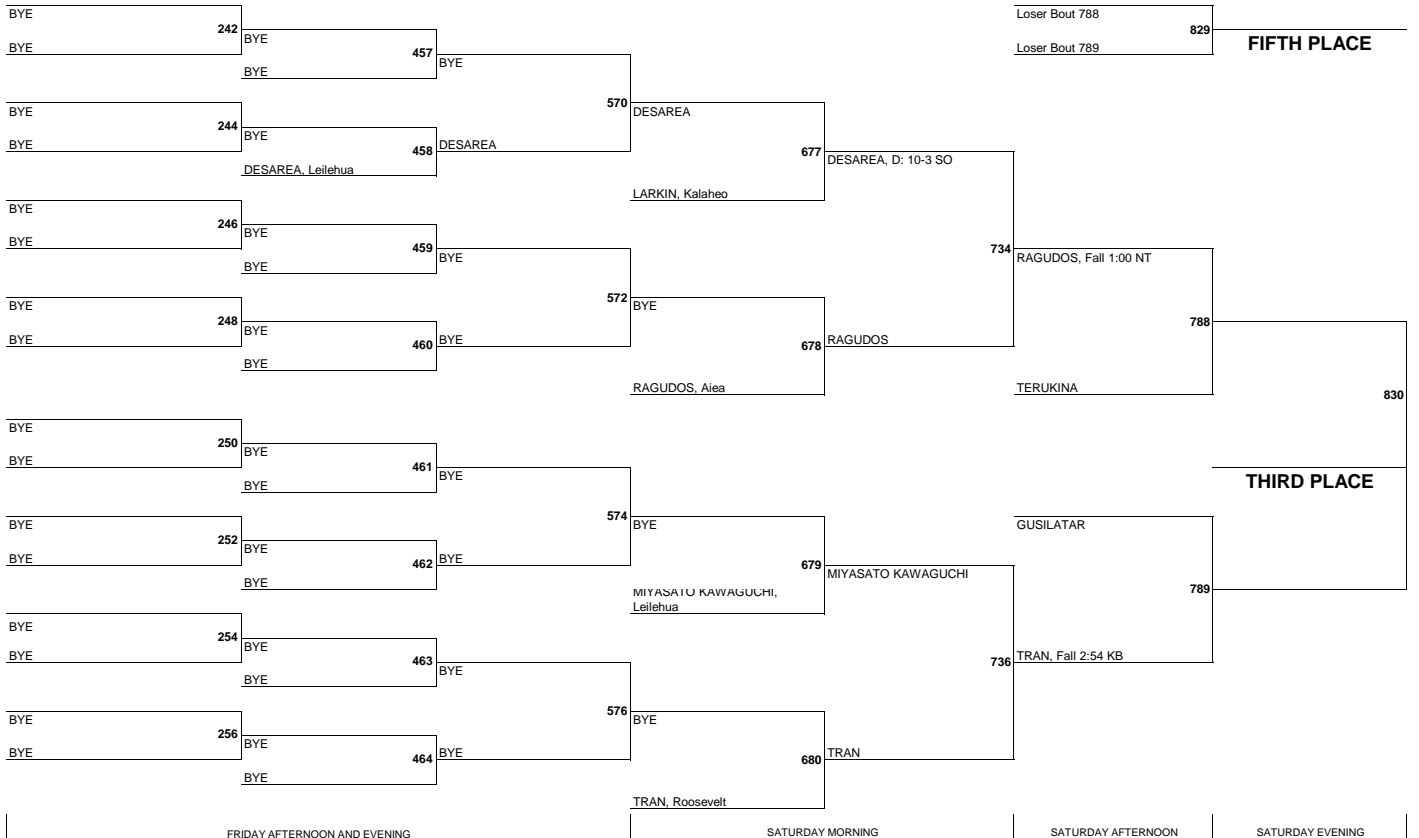 BYE
242
BYE
BYE
457
BYE
BYE
570
DESAREA
BYE
244
BYE
BYE
458
DESAREA
DESAREA, Leilehua
677
DESAREA, D: 10-3 SO
LARKIN, Kalaheo
BYE
246
BYE
BYE
459
BYE
BYE
572
BYE
BYE
248
BYE
BYE
460
BYE
BYE
678
RAGUDOS
RAGUDOS, Aiea
734
RAGUDOS, Fall 1:00 NT
788
TERUKINA
830
BYE
250
BYE
BYE
461
BYE
BYE
574
BYE
BYE
252
BYE
BYE
462
BYE
BYE
679
MIYASATO KAWAGUCHI
MIYASATO KAWAGUCHI,
Leilehua
BYE
254
BYE
BYE
463
BYE
BYE
576
BYE
BYE
256
BYE
BYE
464
BYE
BYE
680
TRAN
TRAN, Roosevelt
736
TRAN, Fall 2:54 KB
GUSILATAR
789
THIRD PLACE
Loser Bout 788
829
Loser Bout 789
FIFTH PLACE
FRIDAY AFTERNOON AND EVENING
SATURDAY MORNING
SATURDAY AFTERNOON
SATURDAY EVENING